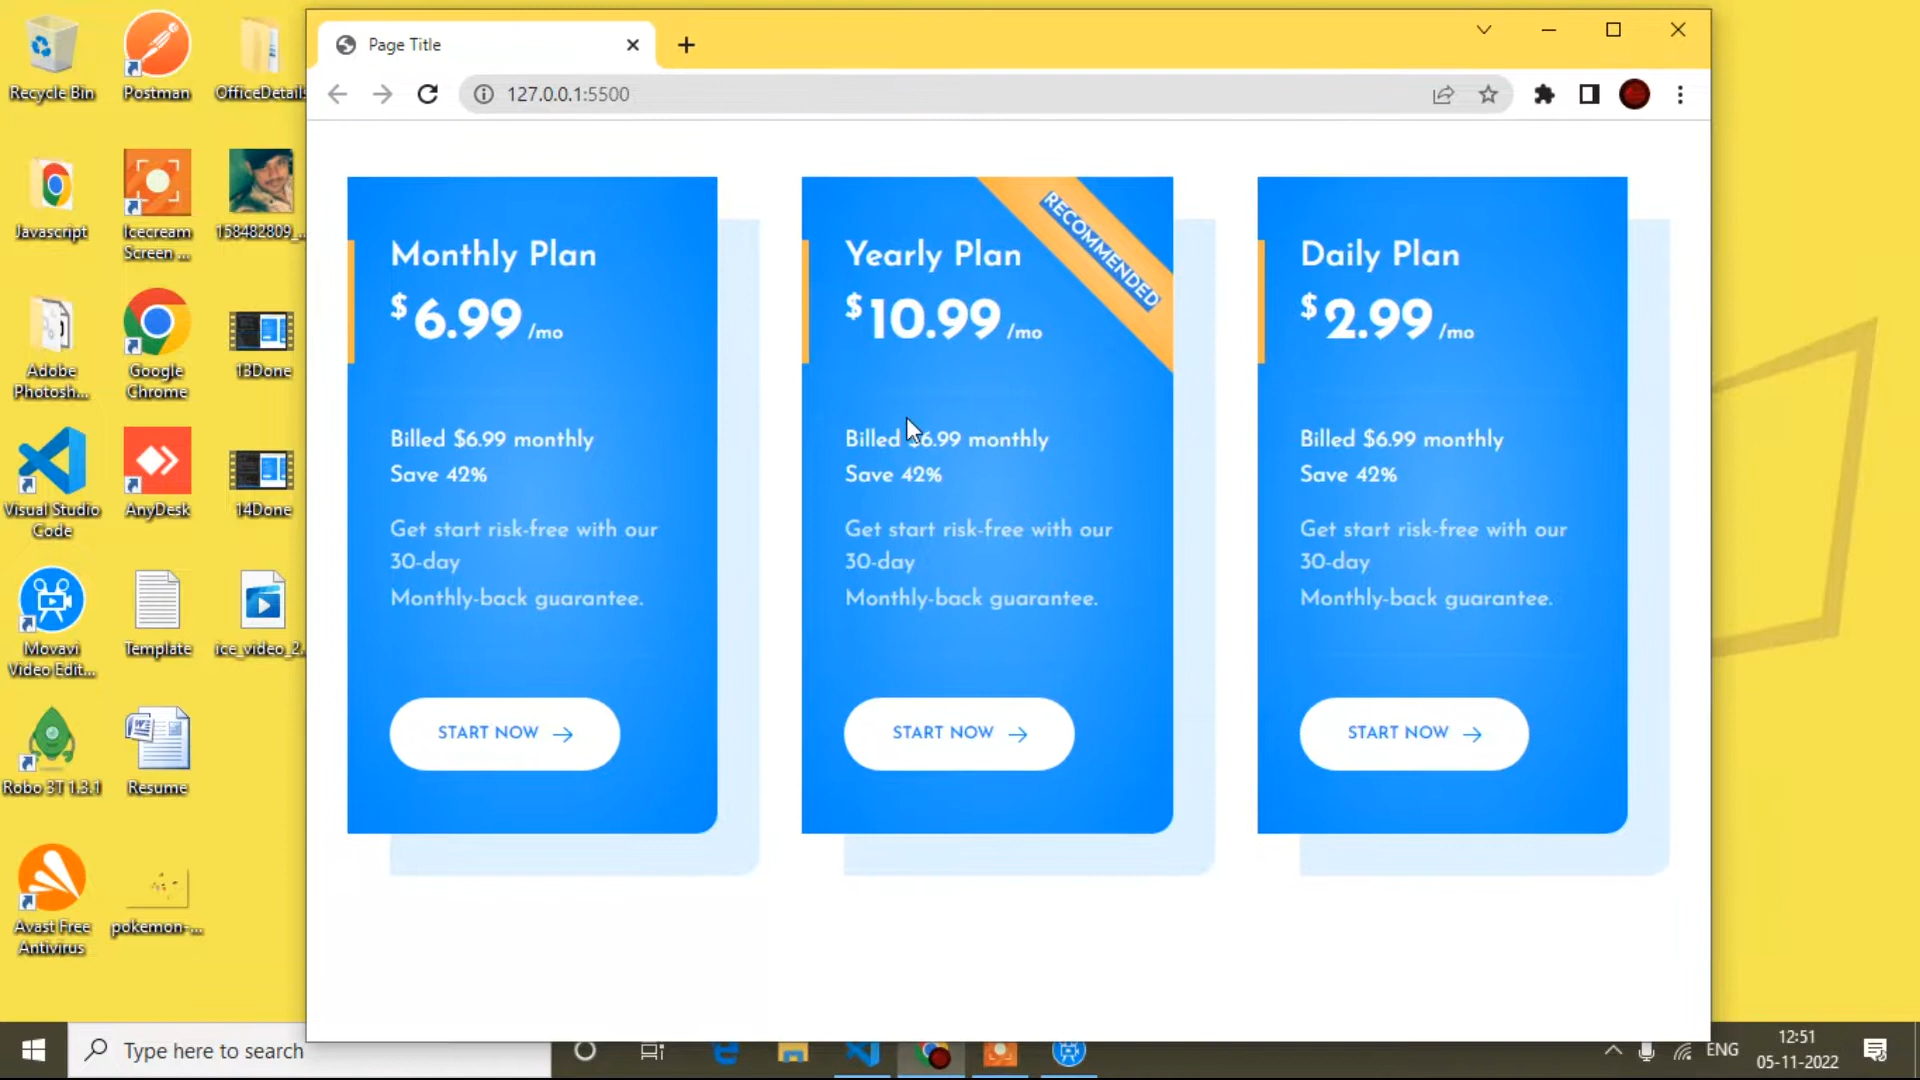 Page Title
127.0.0.1:5500
Recycle Bin
Postman
OfficeDetails
Javascript
Icecream
Screen ...
158482809_...
Adobe
Photosh...
Google
Chrome
13Done
Visual Studio
Code
AnyDesk
14Done
Movavi
Video Edit...
Template
ice_video_2...
Robo 3T 1.3.1
Resume
Avast Free
Antivirus
pokemon-...
Monthly Plan
$6.99 /mo
Billed $6.99 monthly
Save 42%
Get start risk-free with our
30-day
Monthly-back guarantee.
START NOW →
RECOMMENDED
Yearly Plan
$10.99 /mo
Billed $6.99 monthly
Save 42%
Get start risk-free with our
30-day
Monthly-back guarantee.
START NOW →
Daily Plan
$2.99 /mo
Billed $6.99 monthly
Save 42%
Get start risk-free with our
30-day
Monthly-back guarantee.
START NOW →
Type here to search
ENG
12:51
05-11-2022